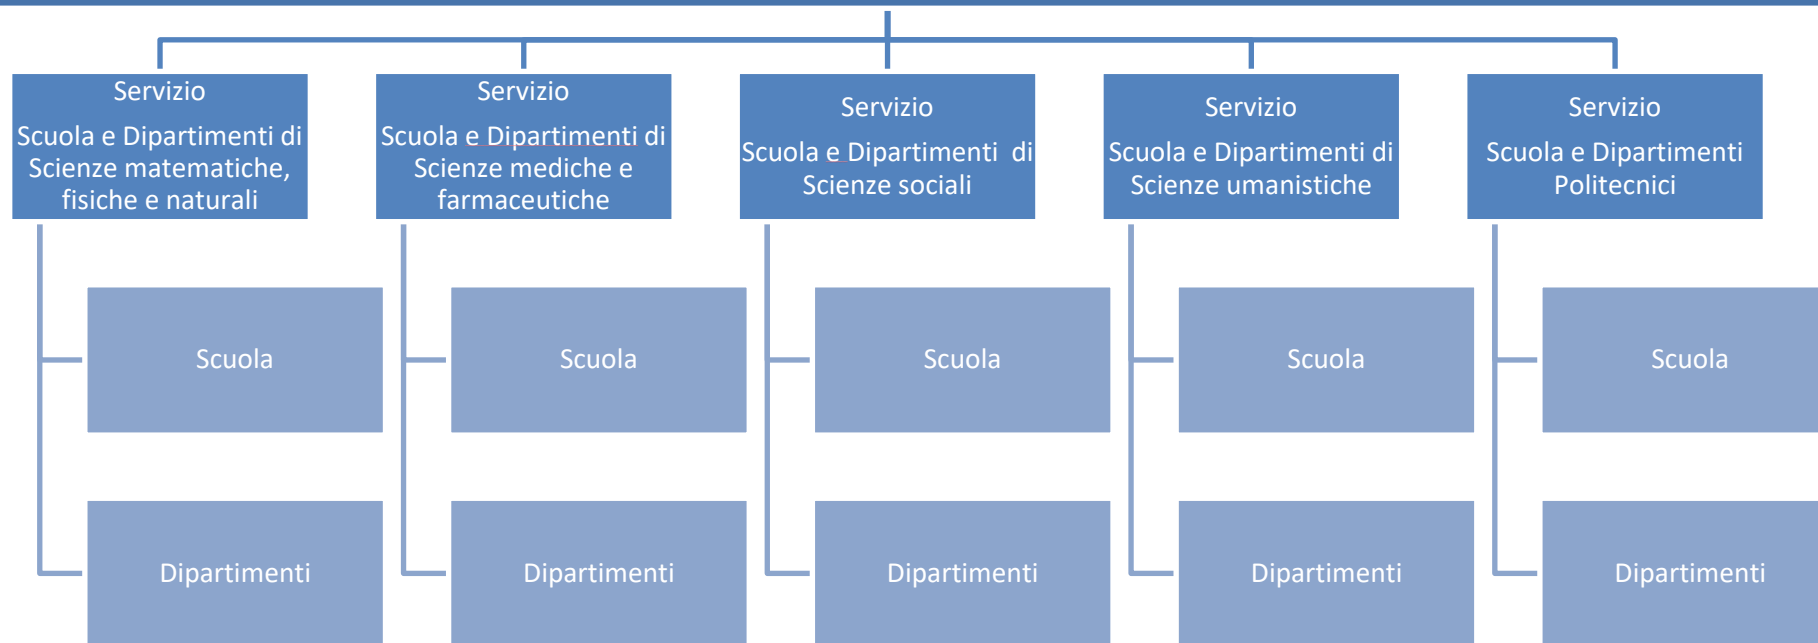 Servizio
Scuola e Dipartimenti di
Scienze matematiche,
fisiche e naturali
Servizio
Scuola e Dipartimenti di
Scienze mediche e
farmaceutiche
Servizio
Scuola e Dipartimenti di
Scienze sociali
Servizio
Scuola e Dipartimenti di
Scienze umanistiche
Servizio
Scuola e Dipartimenti
Politecnici
Scuola
Scuola
Scuola
Scuola
Scuola
Dipartimenti
Dipartimenti
Dipartimenti
Dipartimenti
Dipartimenti